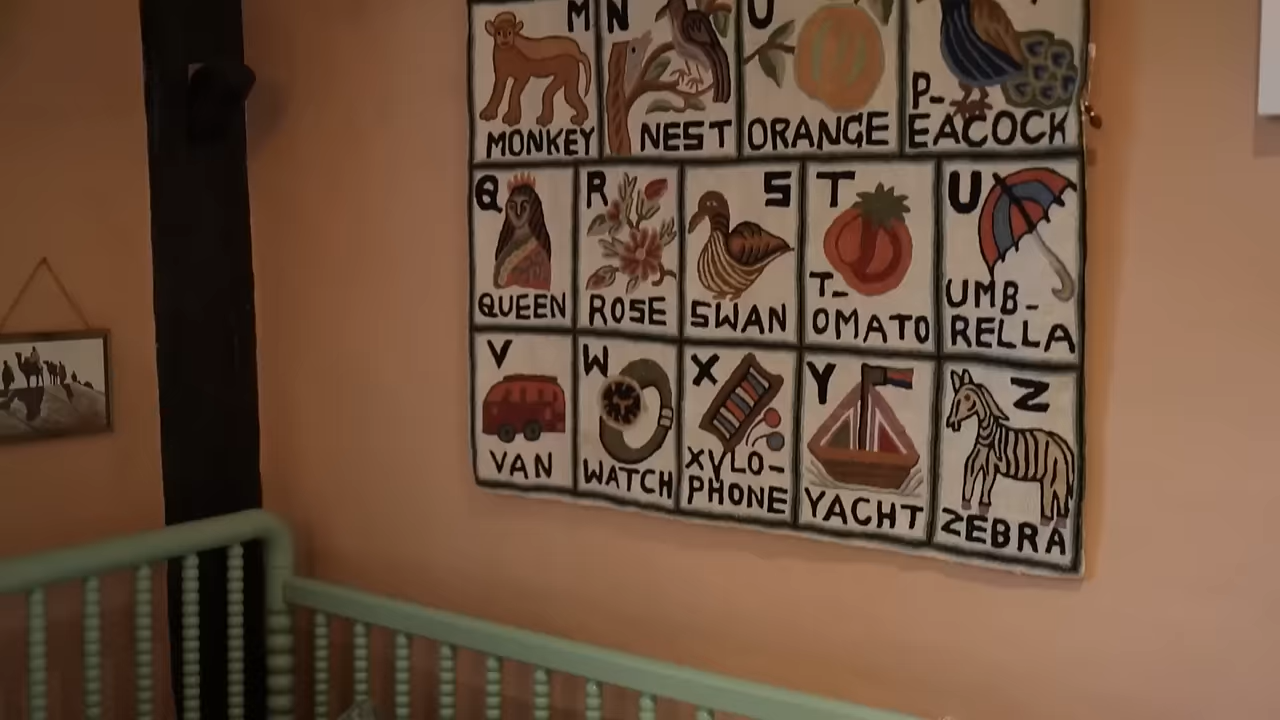 M
MONKEY
N
NEST
O
ORANGE
P-
EACOCK
Q
QUEEN
R
ROSE
S
SWAN
T
T-
OMATO
U
UMB-
RELLA
V
VAN
W
WATCH
X
XYLO-
PHONE
Y
YACHT
Z
ZEBRA